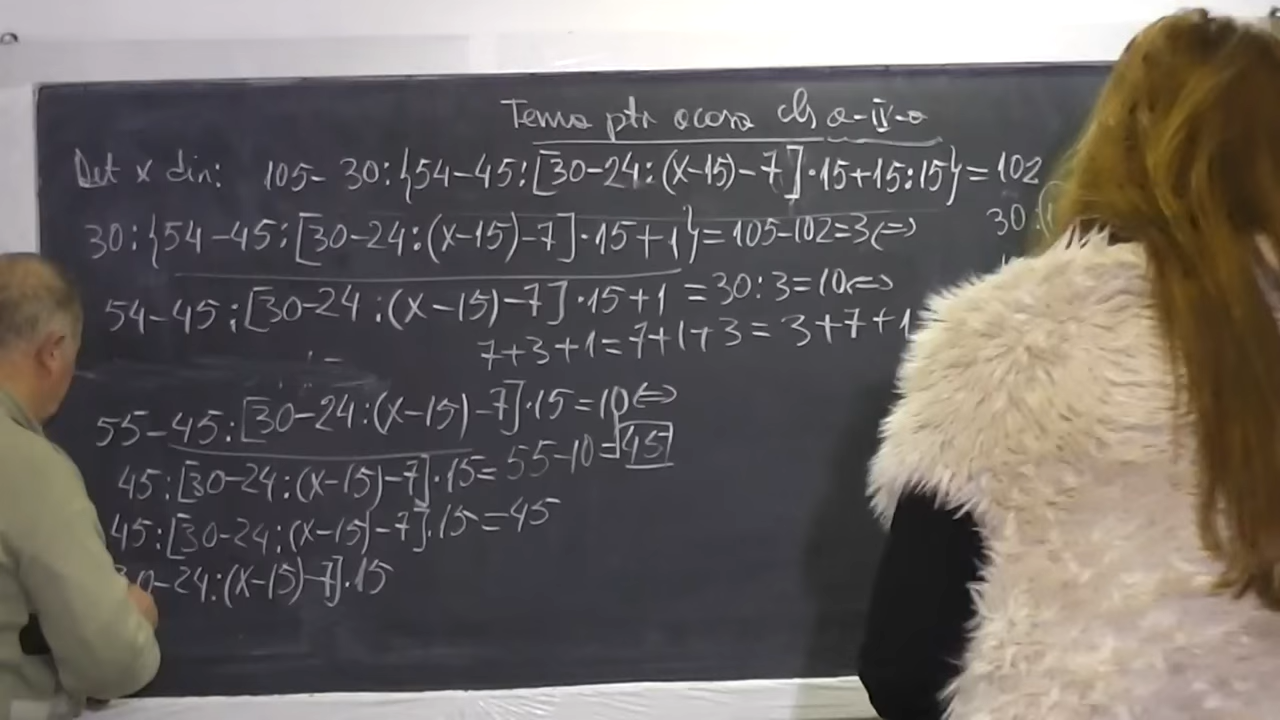 Tema ptr acasa cls a-IV-a
Det x din: 105- 30:{54-45:[30-24:(x-15)-7]·15+15:15}=102
30:{54-45:[30-24:(x-15)-7]·15+1}=105-102=3<=>
30:(
54-45:[30-24:(x-15)-7]·15+1=30:3=10<=>
7+3+1=7+1+3=3+7+1
55-45:[30-24:(x-15)-7]·15=10<=>
45:[30-24:(x-15)-7]·15=55-10=45
45:[30-24:(x-15)-7]·15=45
30-24:(x-15)-7]·15